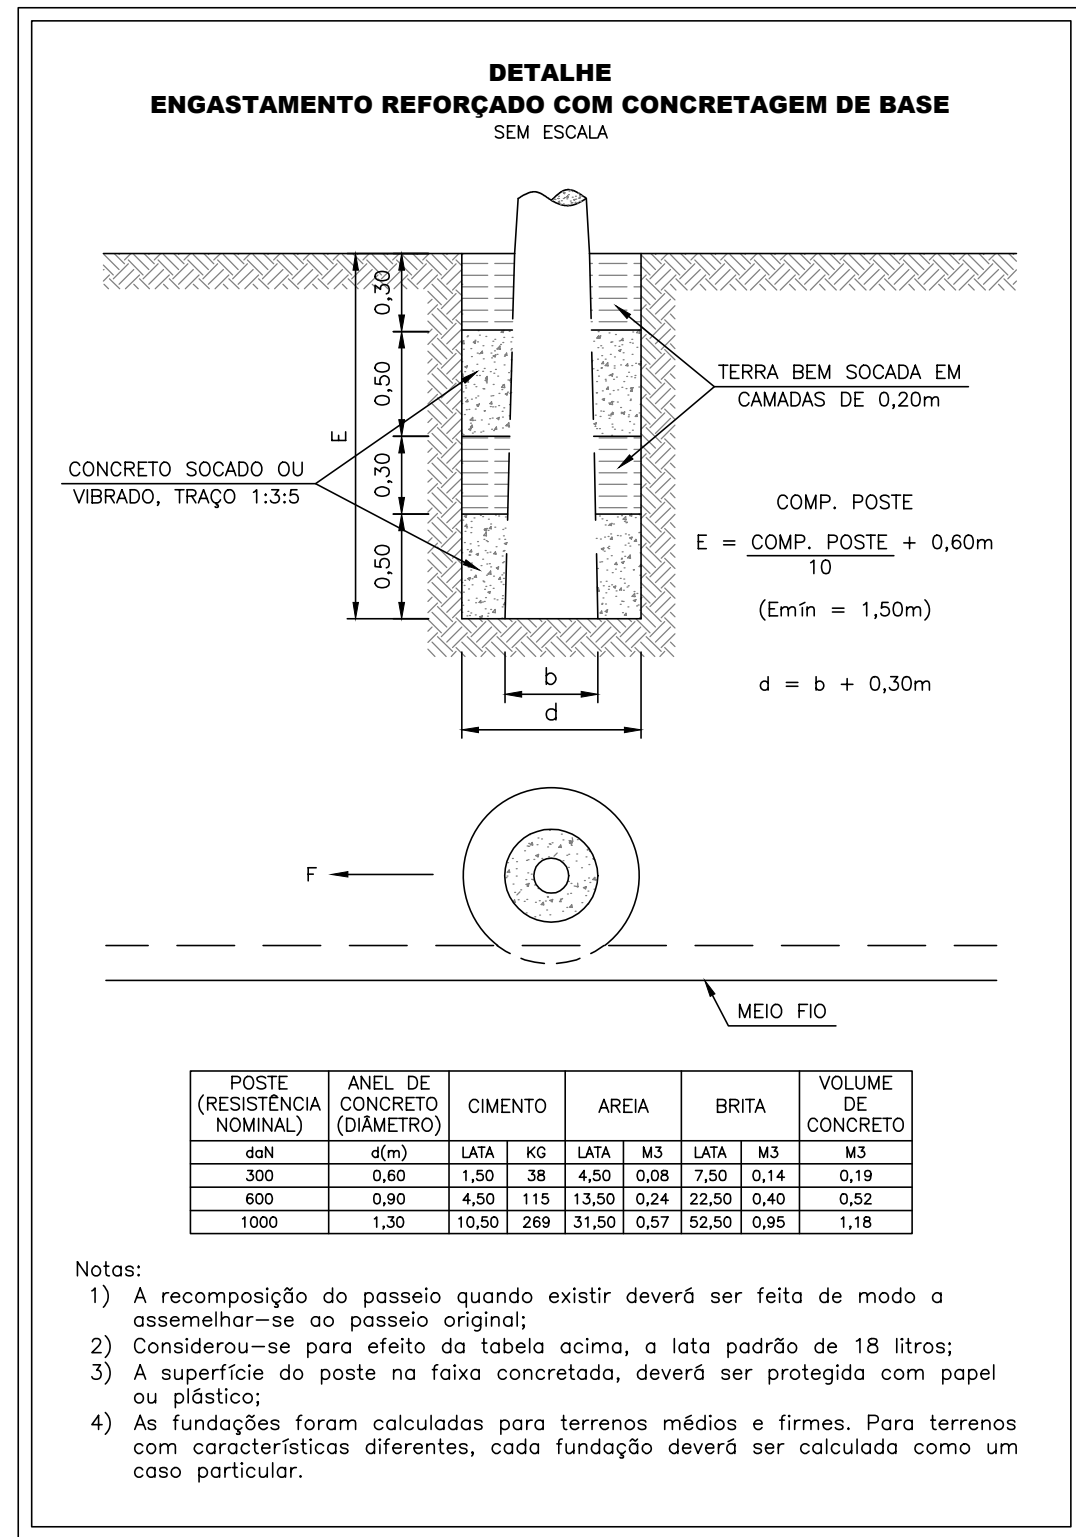 DETALHE
ENGASTAMENTO REFORÇADO COM CONCRETAGEM DE BASE
SEM ESCALA
0,30
0,50
E
0,30
0,50
TERRA BEM SOCADA EM
CAMADAS DE 0,20m
CONCRETO SOCADO OU
VIBRADO, TRAÇO 1:3:5
COMP. POSTE
E = COMP. POSTE + 0,60m
10
(Emín = 1,50m)
d = b + 0,30m
b
d
F
MEIO FIO
POSTE (RESISTÊNCIA NOMINAL) ANEL DE CONCRETO (DIÂMETRO) CIMENTO AREIA BRITA VOLUME DE CONCRETO
daN d(m) LATA KG LATA M3 LATA M3 M3
300 0,60 1,50 38 4,50 0,08 7,50 0,14 0,19
600 0,90 4,50 115 13,50 0,24 22,50 0,40 0,52
1000 1,30 10,50 269 31,50 0,57 52,50 0,95 1,18
Notas:
1) A recomposição do passeio quando existir deverá ser feita de modo a
assemelhar-se ao passeio original;
2) Considerou-se para efeito da tabela acima, a lata padrão de 18 litros;
3) A superfície do poste na faixa concretada, deverá ser protegida com papel
ou plástico;
4) As fundações foram calculadas para terrenos médios e firmes. Para terrenos
com características diferentes, cada fundação deverá ser calculada como um
caso particular.